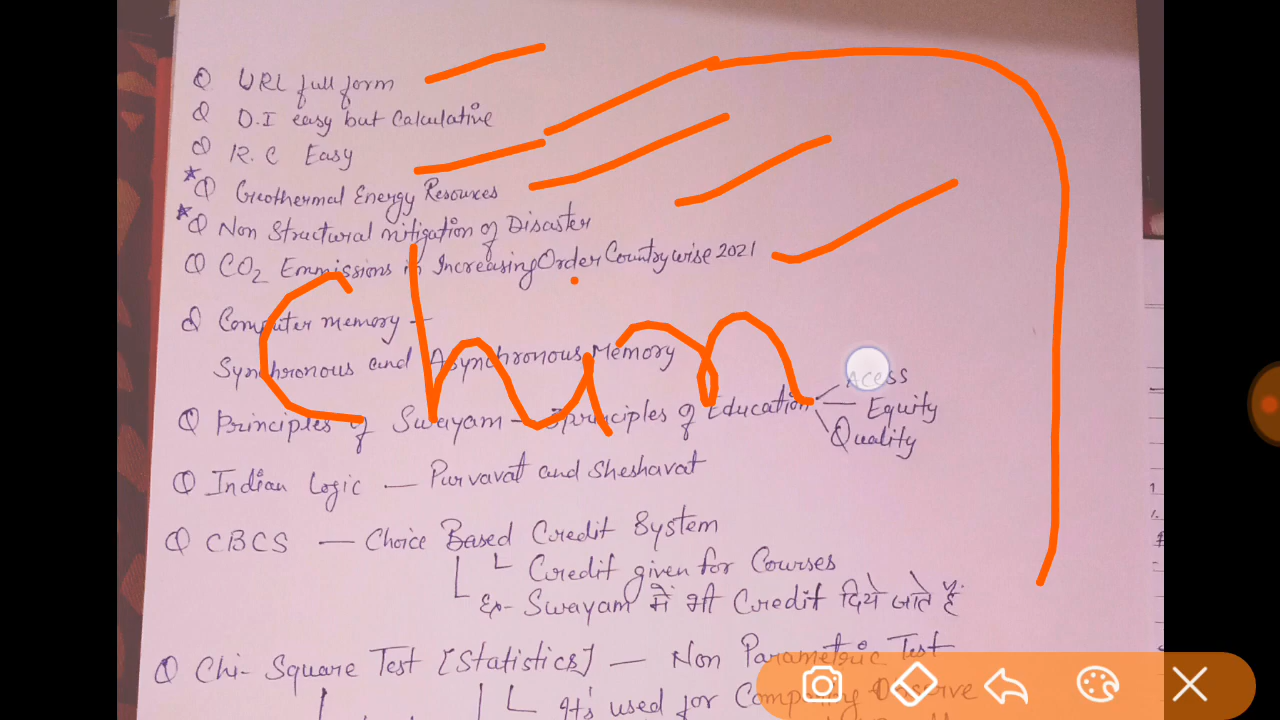 Q URL full form
Q D.I easy but Calculative
Q R.C Easy
* Q Geothermal Energy Resources
* Q Non Structural mitigation of Disaster
Q CO2 Emmissions in Increasing Order Countrywise 2021
Q Computer memory -
Synchronous and Asynchronous Memory
Q Principles of Swayam - principles of Education
Acess
Equity
Quality
Q Indian Logic — Purvavat and Sheshavat
Q CBCS — Choice Based Credit System
Credit given for Courses
Ex- Swayam में भी Credit दिये जाते हैं
Q Chi- Square Test [Statistics] — Non Parametric Test
It's used for Comparing Observe